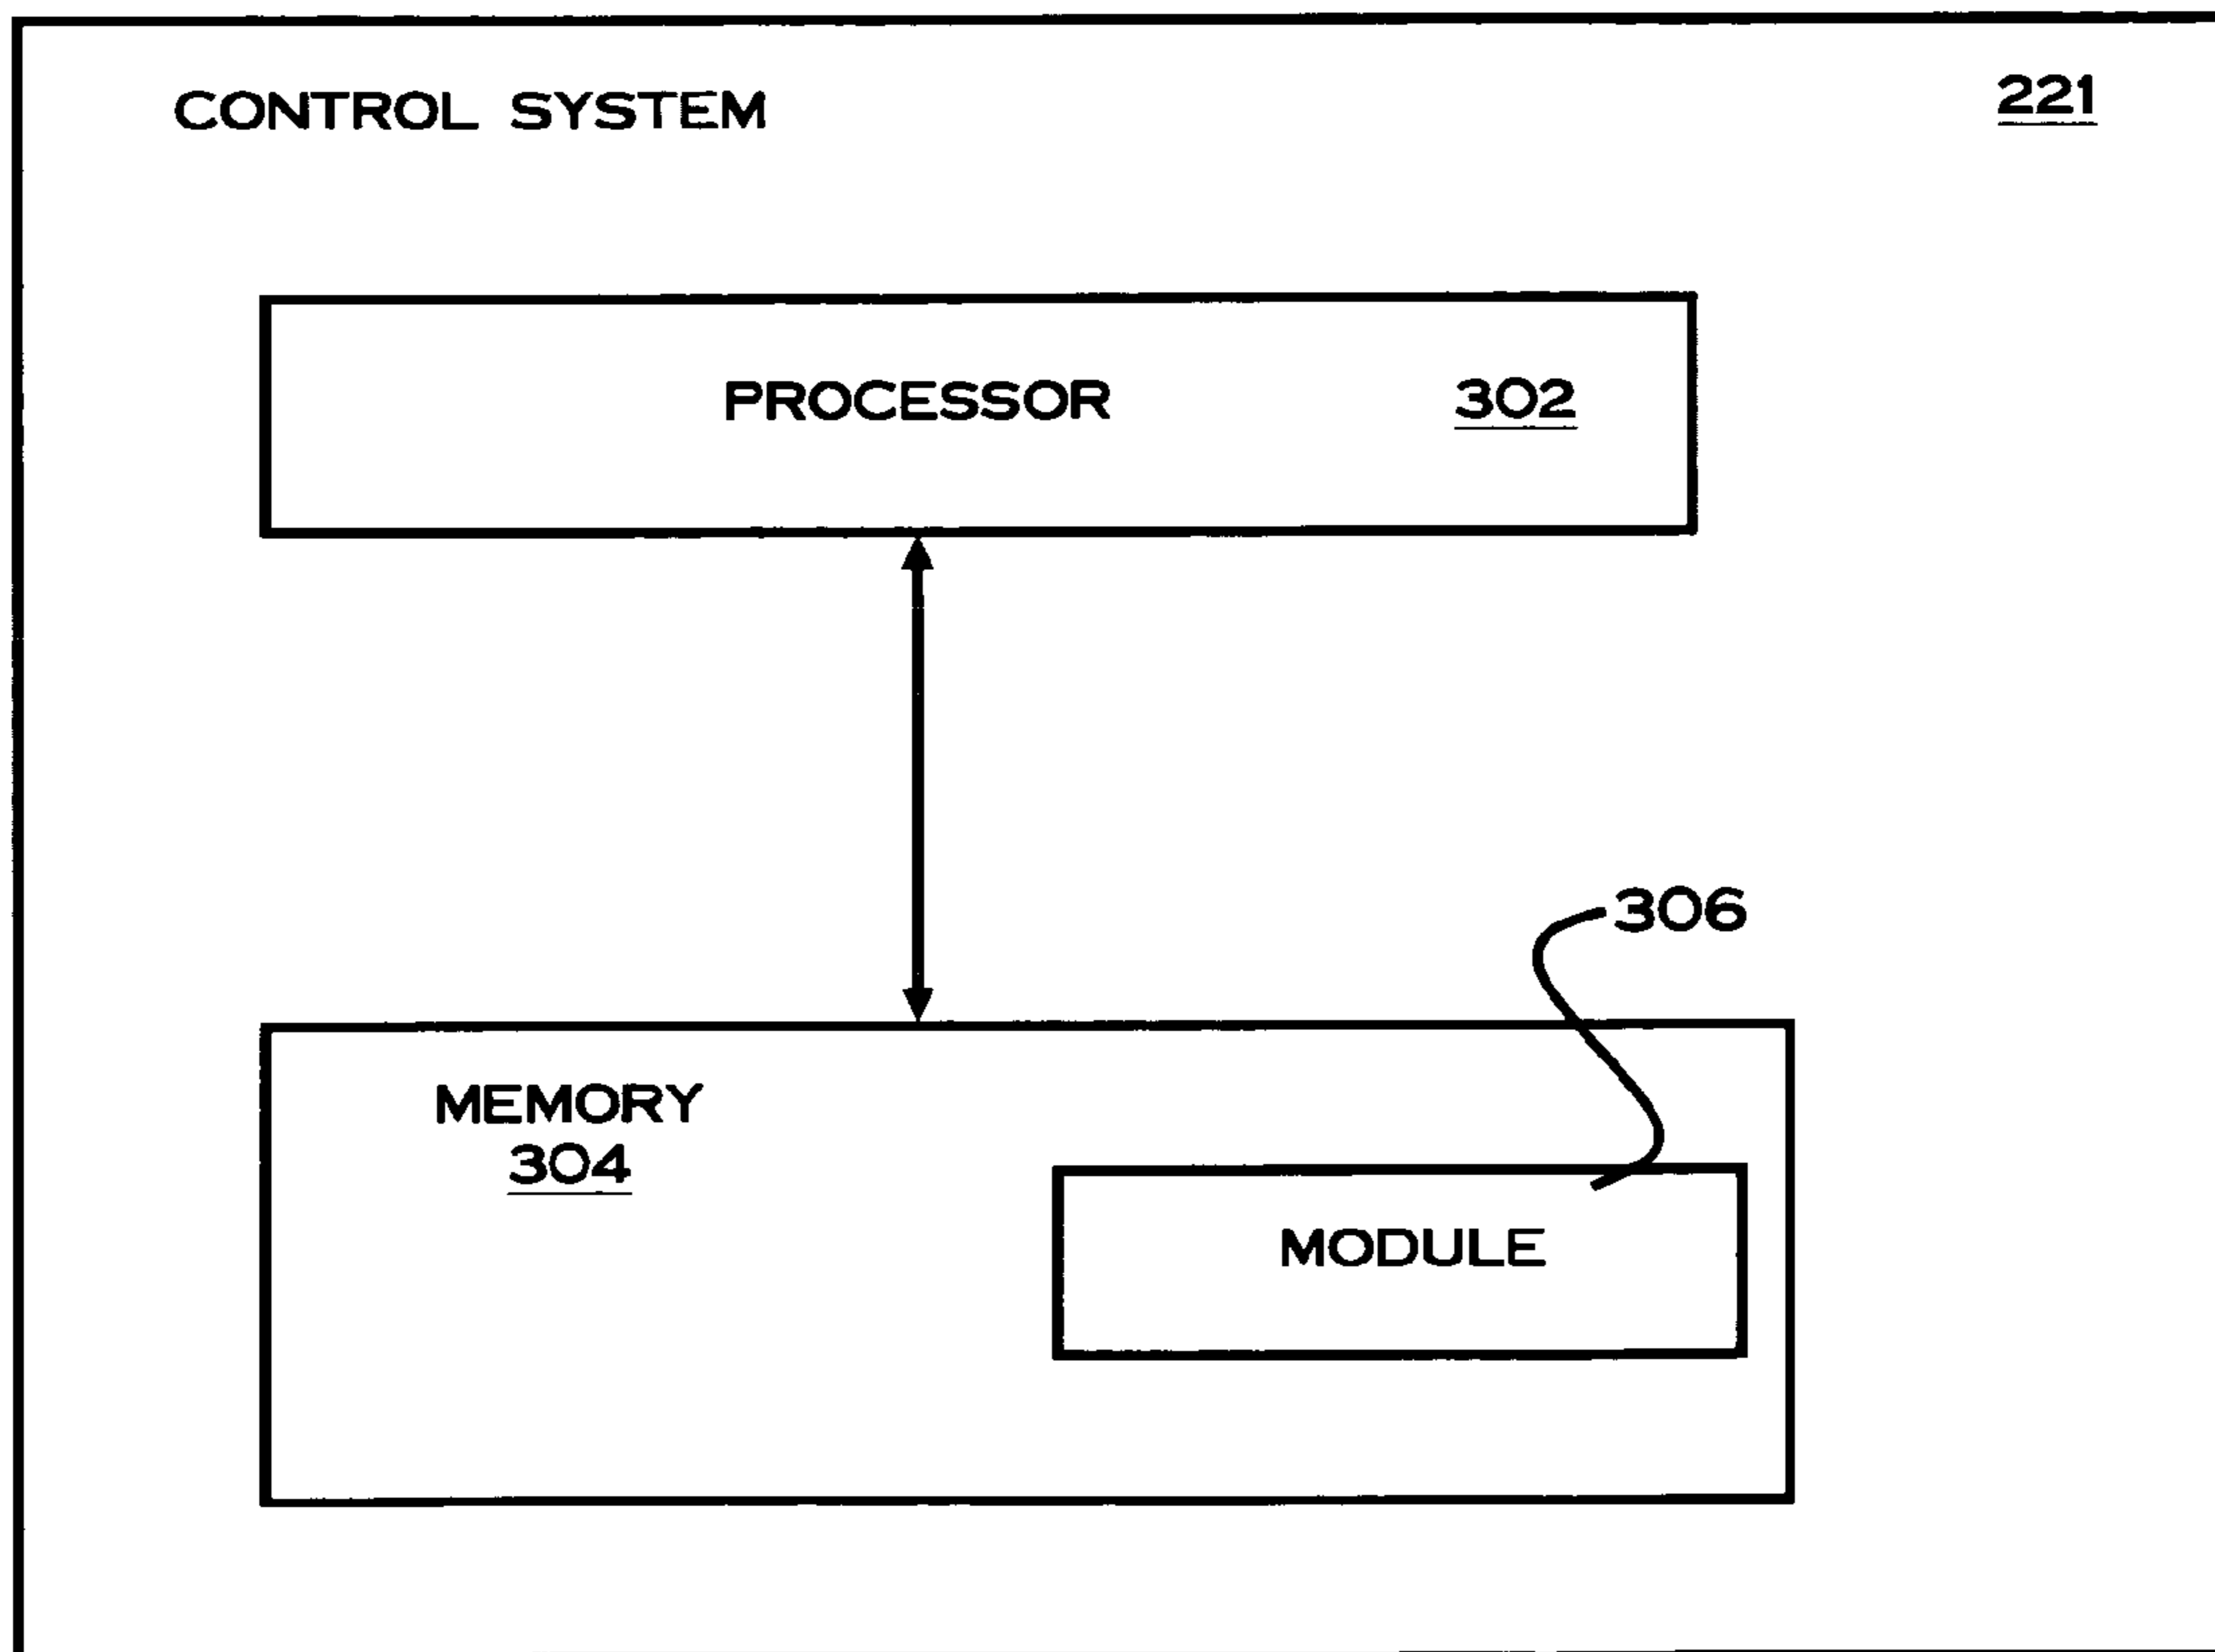 CONTROL SYSTEM
221
PROCESSOR
302
306
MEMORY
304
MODULE